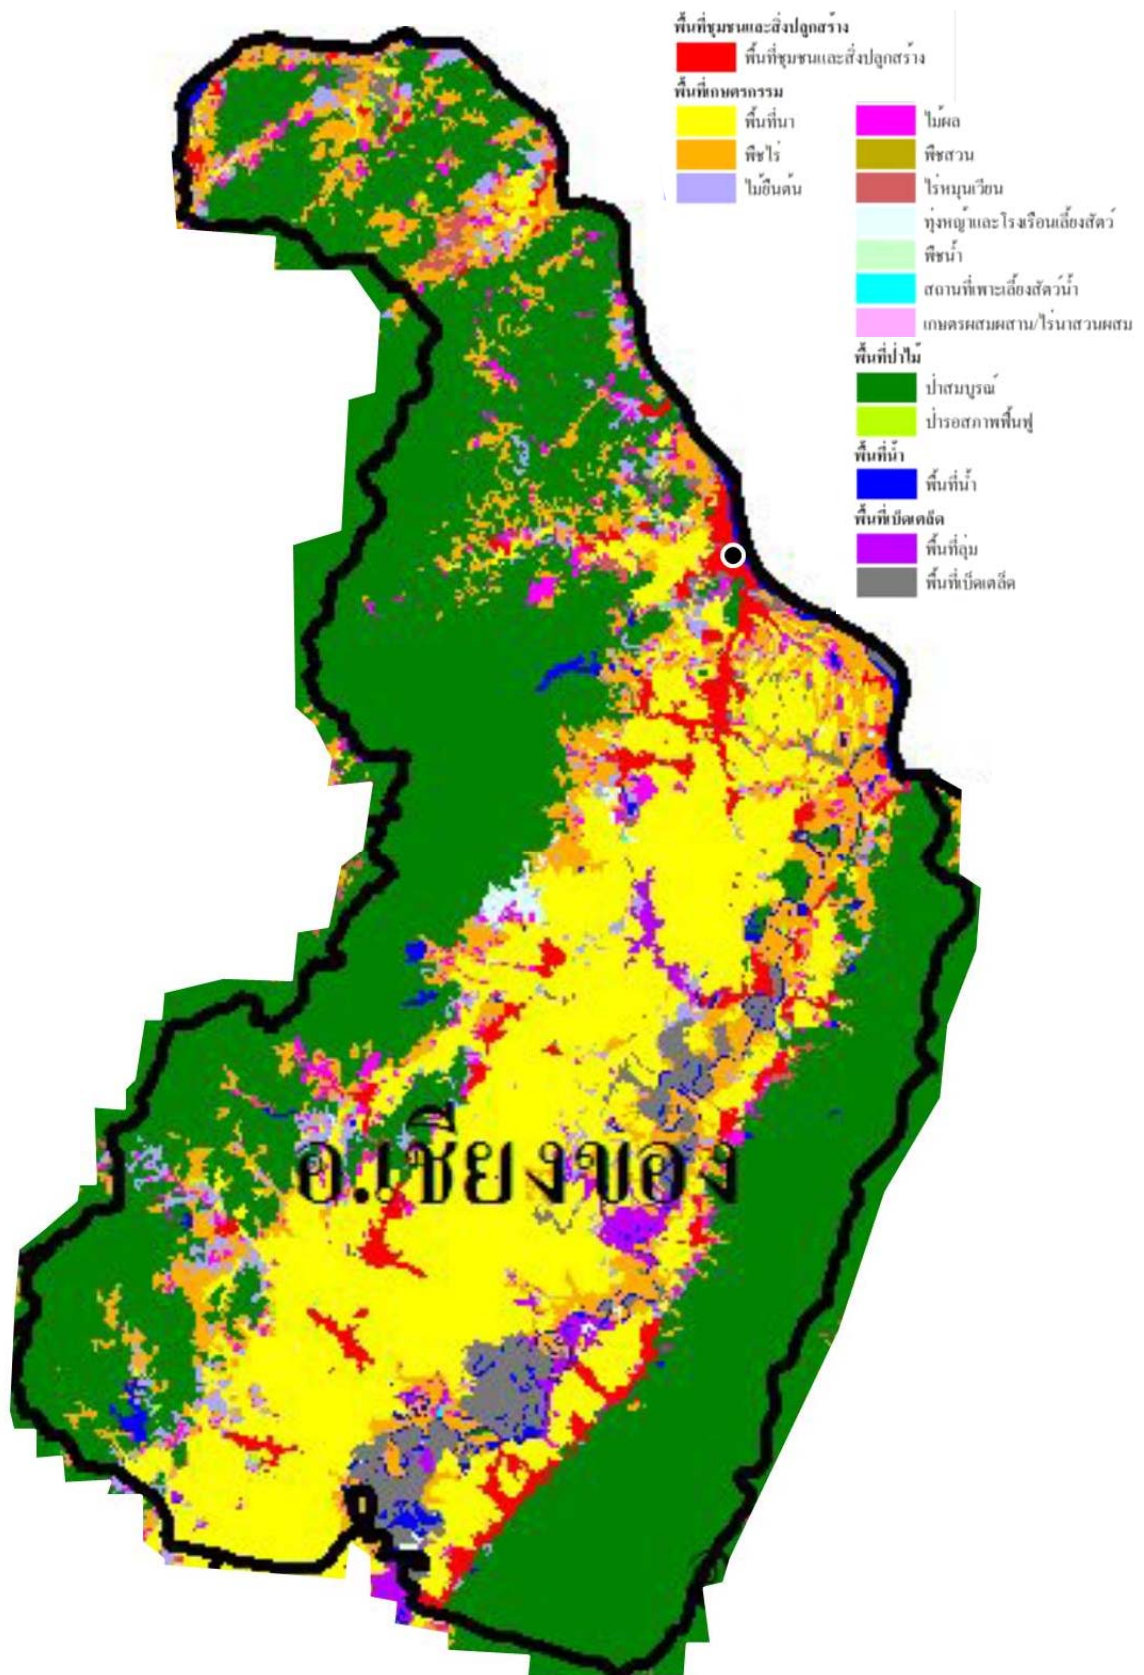 พื้นที่ชุมชนและสิ่งปลูกสร้าง
พื้นที่ชุมชนและสิ่งปลูกสร้าง
พื้นที่เกษตรกรรม
พื้นที่นา
พืชไร่
ไม้ยืนต้น
ไม้ผล
พืชสวน
ไร่หมุนเวียน
ทุ่งหญ้าและโรงเรือนเลี้ยงสัตว์
พืชน้ำ
สถานที่เพาะเลี้ยงสัตว์น้ำ
เกษตรผสมผสาน/ไร่นาสวนผสม
พื้นที่ป่าไม้
ป่าสมบูรณ์
ป่ารอสภาพฟื้นฟู
พื้นที่น้ำ
พื้นที่น้ำ
พื้นที่เบ็ดเตล็ด
พื้นที่ลุ่ม
พื้นที่เบ็ดเตล็ด
อ.เชียงของ